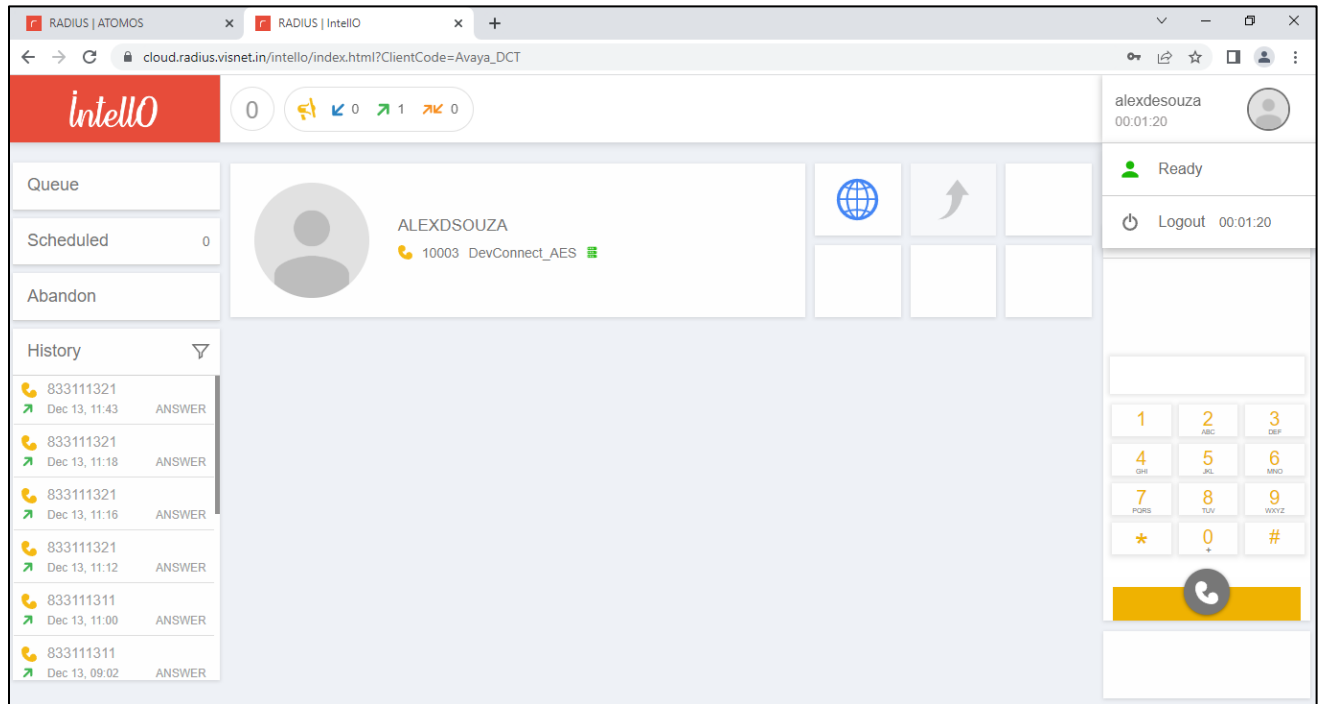 RADIUS | ATOMOS
RADIUS | IntellO
cloud.radius.visnet.in/intello/index.html?ClientCode=Avaya_DCT
intellO
0
0
1
0
alexdesouza
00:01:20
Ready
Logout 00:01:20
Queue
Scheduled 0
Abandon
History
ALEXDSOUZA
10003 DevConnect_AES
833111321
Dec 13, 11:43 ANSWER
833111321
Dec 13, 11:18 ANSWER
833111321
Dec 13, 11:16 ANSWER
833111321
Dec 13, 11:12 ANSWER
833111311
Dec 13, 11:00 ANSWER
833111311
Dec 13, 09:02 ANSWER
1 2 3
ABC DEF
4 5 6
GHI JKL MNO
7 8 9
PQRS TUV WXYZ
* 0 #
+